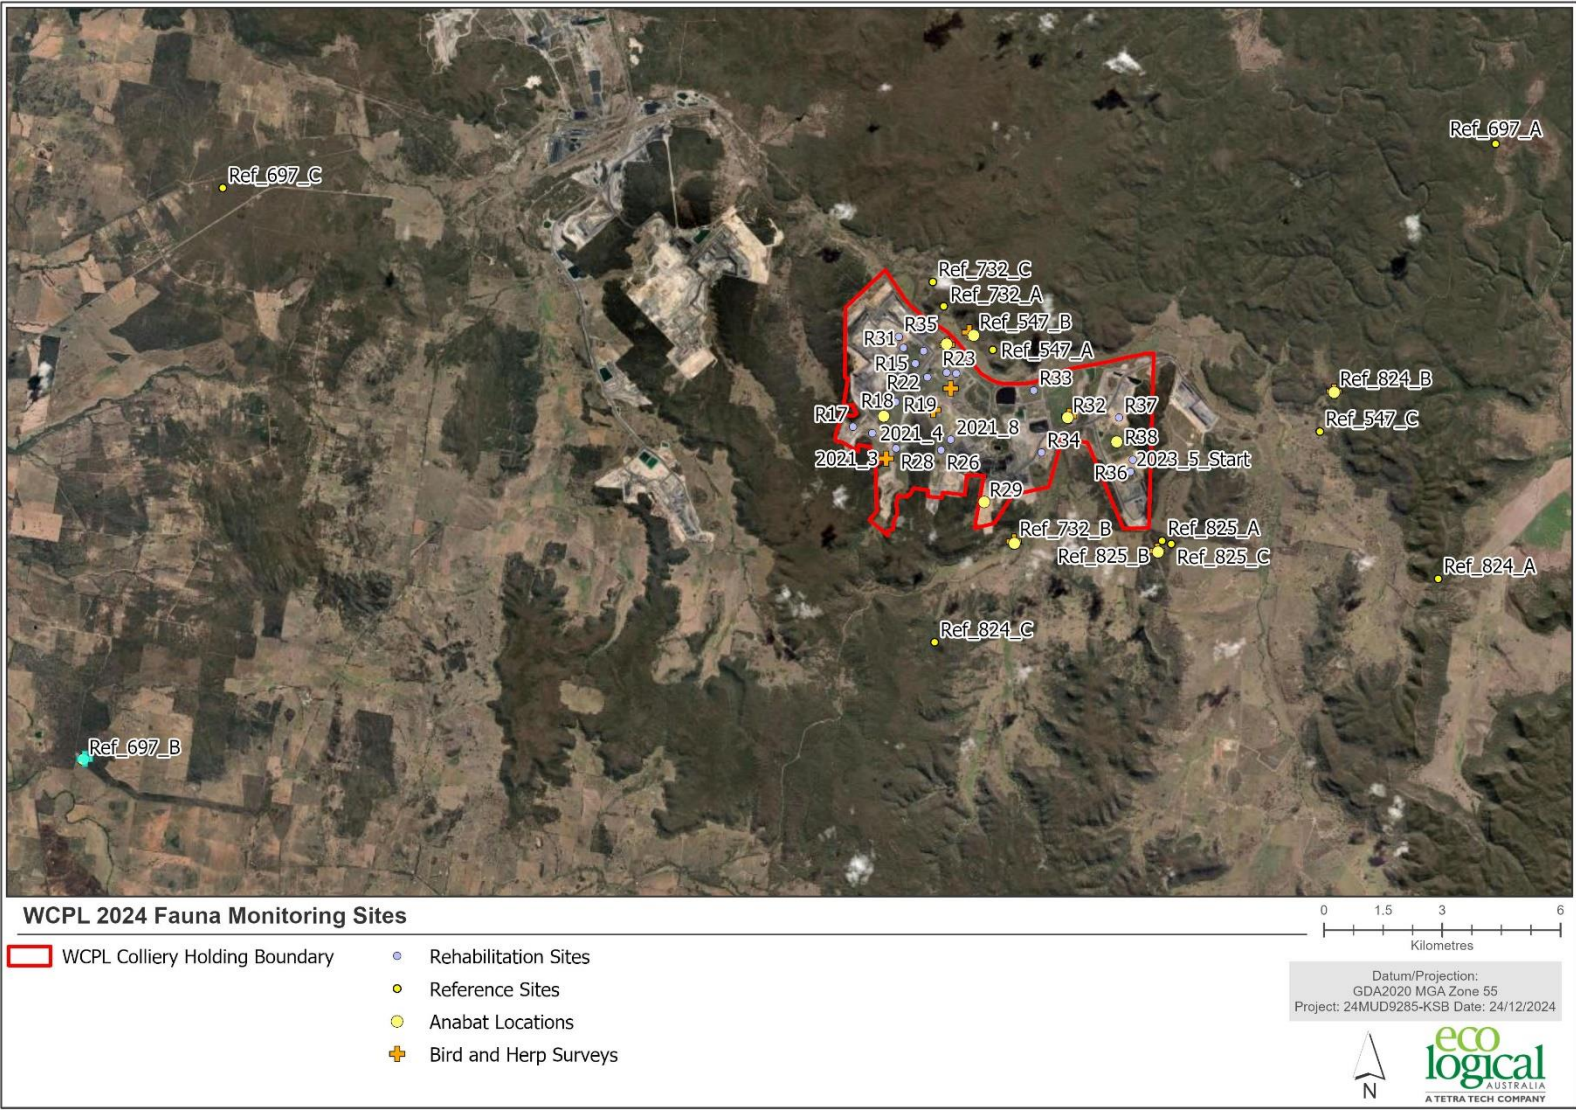 Ref_697_A
Ref_697_C
Ref_732_C
Ref_732_A
R35
Ref_547_B
R31
Ref_547_A
R15
R23
R22
R33
Ref_824_B
R18
R19
R32
R37
Ref_547_C
R17
2021_4
2021_8
R38
2021_3
R28
R26
R34
2023_5_Start
R36
R29
Ref_732_B
Ref_825_A
Ref_825_B
Ref_825_C
Ref_824_A
Ref_824_C
Ref_697_B
WCPL 2024 Fauna Monitoring Sites
WCPL Colliery Holding Boundary
Rehabilitation Sites
Reference Sites
Anabat Locations
Bird and Herp Surveys
0 1.5 3 6
Kilometres
Datum/Projection:
GDA2020 MGA Zone 55
Project: 24MUD9285-KSB Date: 24/12/2024
N
eco
logical
AUSTRALIA
A TETRA TECH COMPANY